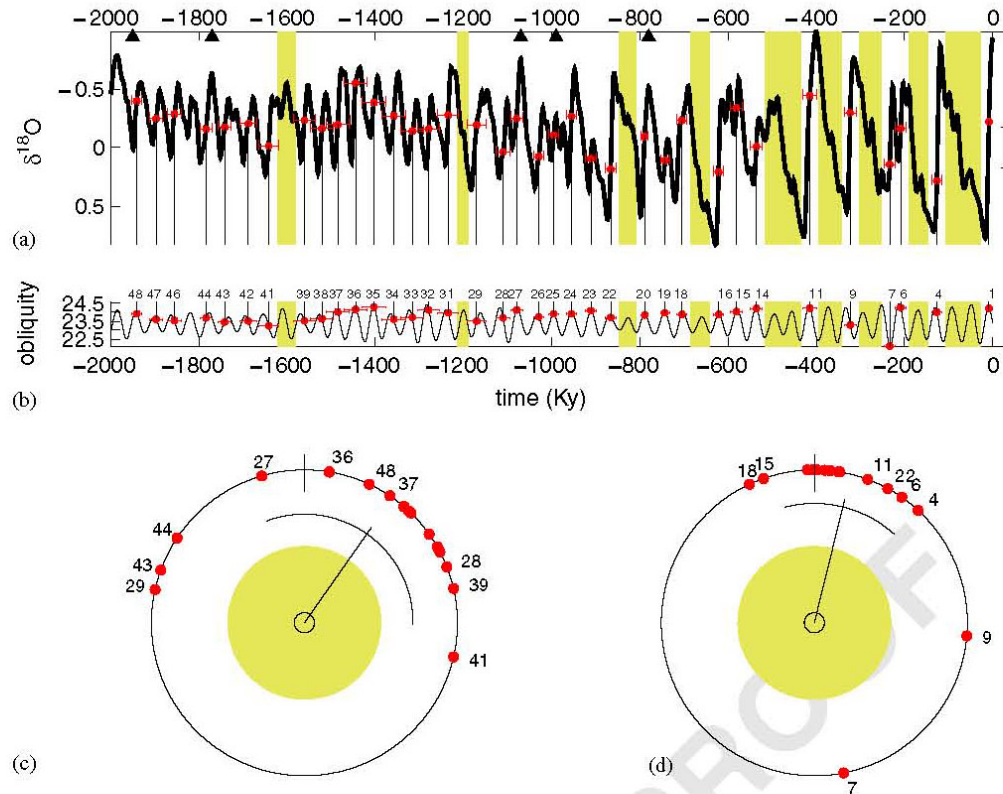 −2000 −1800 −1600 −1400 −1200 −1000 −800 −600 −400 −200 0
−0.5
0
0.5
δ18O
(a)
48 47 46 44 43 42 41 39 38 37 36 35 34 33 32 31 29 28 27 26 25 24 23 22 20 19 18 16 15 14 11 9 7 6 4 1
24.5
23.5
22.5
obliquity
−2000 −1800 −1600 −1400 −1200 −1000 −800 −600 −400 −200 0
(b)
time (Ky)
27 36 48 37 44 43 29 28 39 41
(c)
18 15 11 22 6 4 9 7
(d)
PROOF